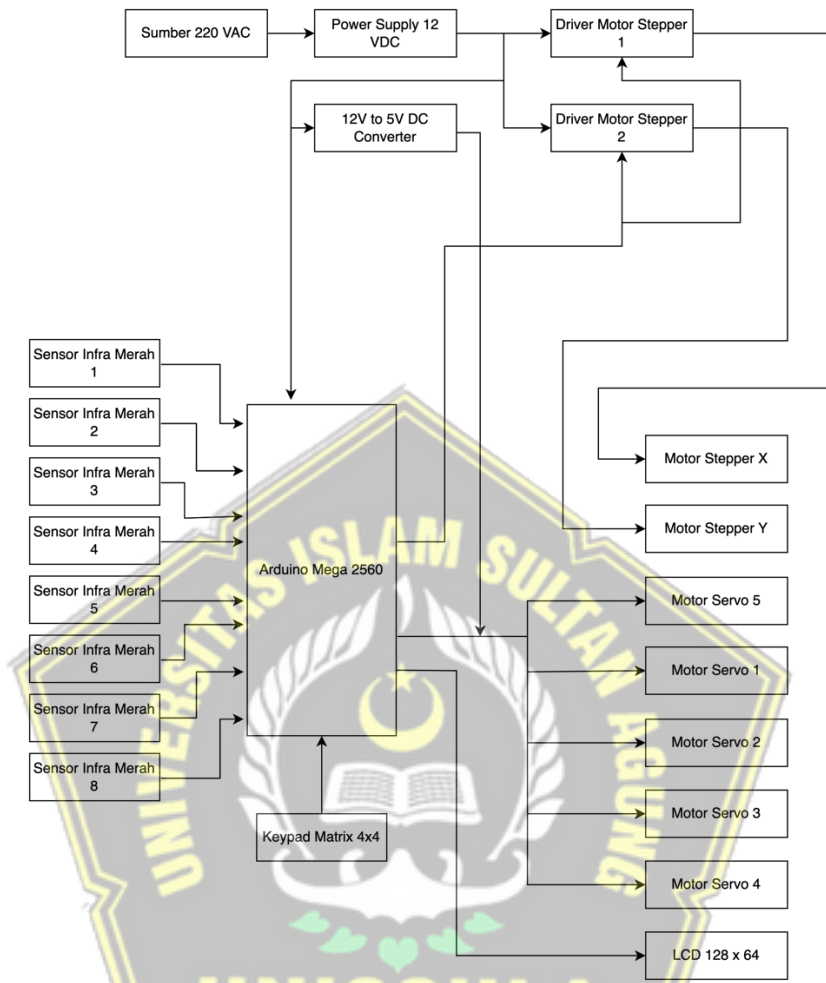 Sumber 220 VAC
Power Supply 12
VDC
Driver Motor Stepper
1
12V to 5V DC
Converter
Driver Motor Stepper
2
Sensor Infra Merah
1
Sensor Infra Merah
2
Sensor Infra Merah
3
Sensor Infra Merah
4
Sensor Infra Merah
5
Sensor Infra Merah
6
Sensor Infra Merah
7
Sensor Infra Merah
8
Arduino Mega 2560
Keypad Matrix 4x4
Motor Stepper X
Motor Stepper Y
Motor Servo 5
Motor Servo 1
Motor Servo 2
Motor Servo 3
Motor Servo 4
LCD 128 x 64
UNIVERSITAS ISLAM SULTAN AGUNG